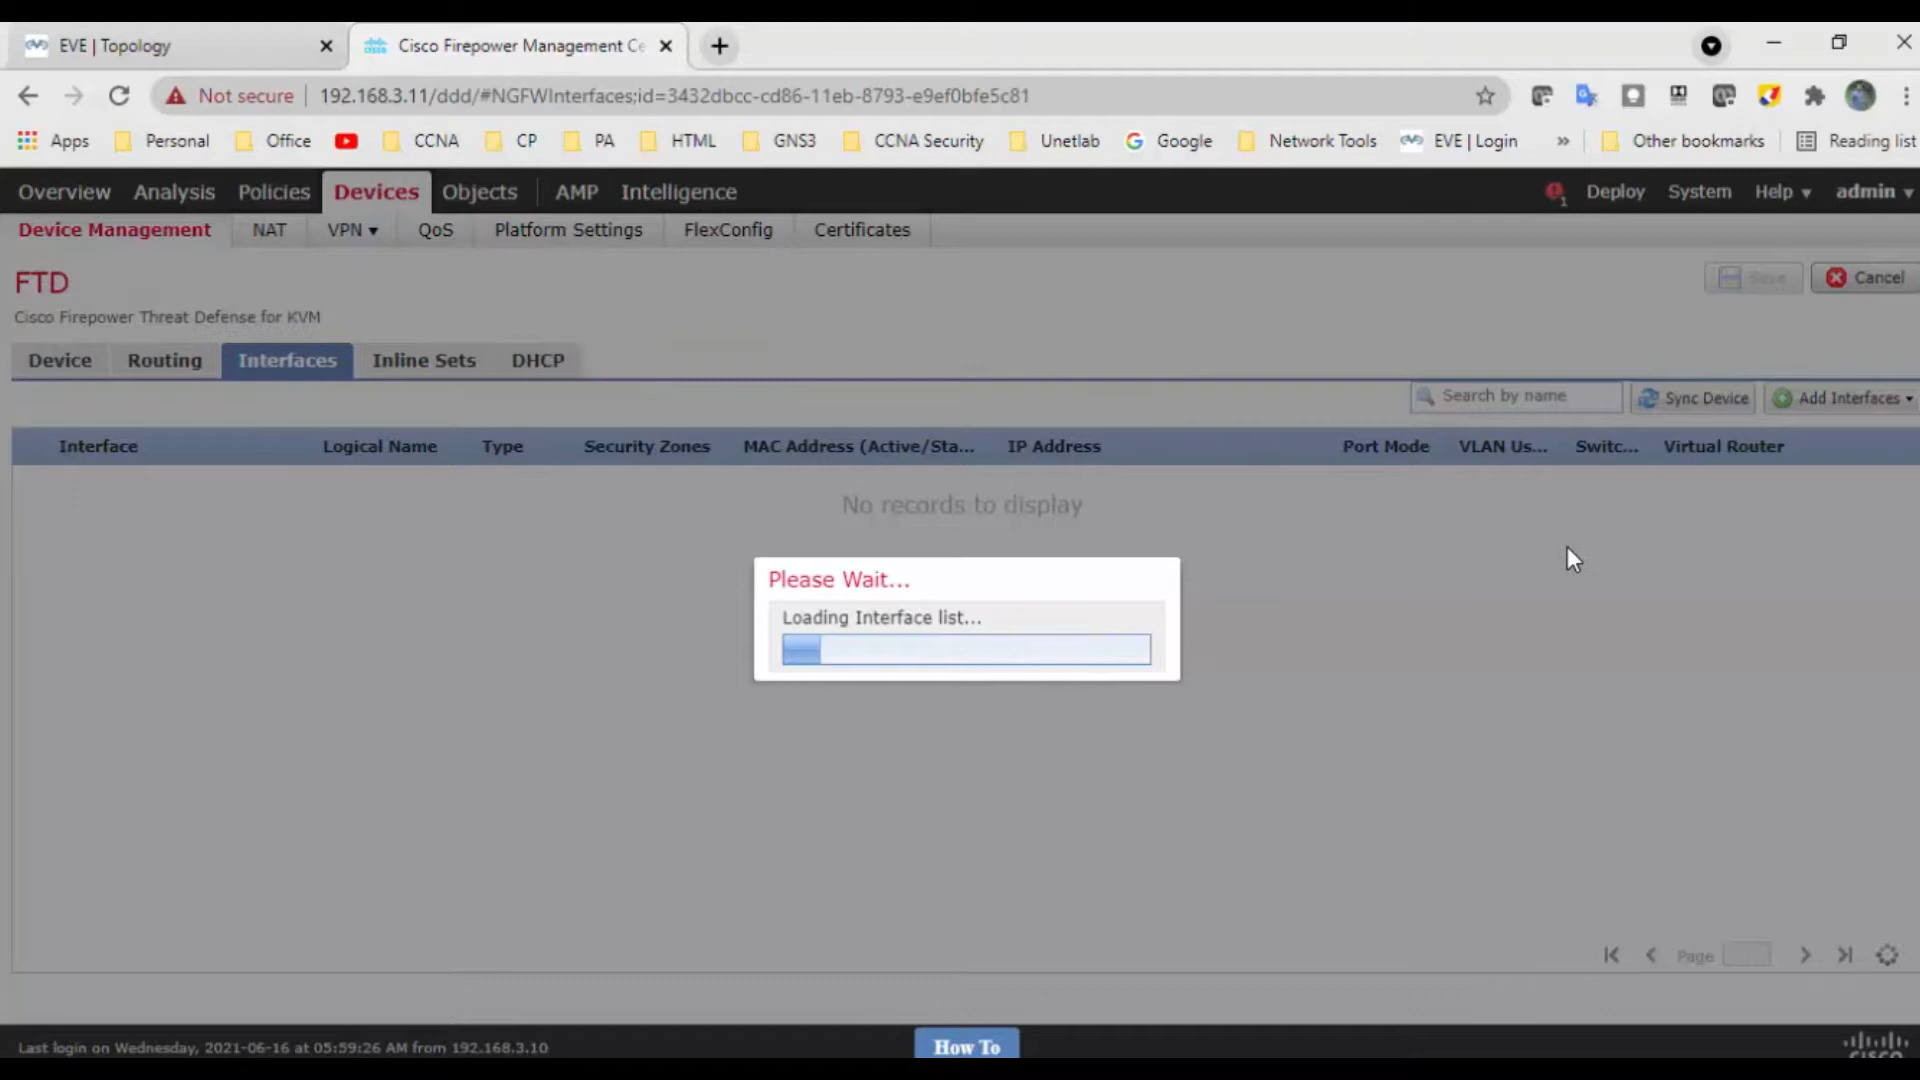 EVE | Topology
Cisco Firepower Management Ce
Not secure 192.168.3.11/ddd/#NGFWInterfaces;id=3432dbcc-cd86-11eb-8793-e9ef0bfe5c81
Apps Personal Office CCNA CP PA HTML GNS3 CCNA Security Unetlab Google Network Tools EVE | Login » Other bookmarks Reading list
Overview Analysis Policies Devices Objects AMP Intelligence 1 Deploy System Help admin
Device Management NAT VPN QoS Platform Settings FlexConfig Certificates
FTD
Save Cancel
Cisco Firepower Threat Defense for KVM
Device Routing Interfaces Inline Sets DHCP
Search by name Sync Device Add Interfaces
Interface Logical Name Type Security Zones MAC Address (Active/Sta... IP Address Port Mode VLAN Us... Switc... Virtual Router
No records to display
Please Wait...
Loading Interface list...
Page
Last login on Wednesday, 2021-06-16 at 05:59:26 AM from 192.168.3.10
How To
CISCO